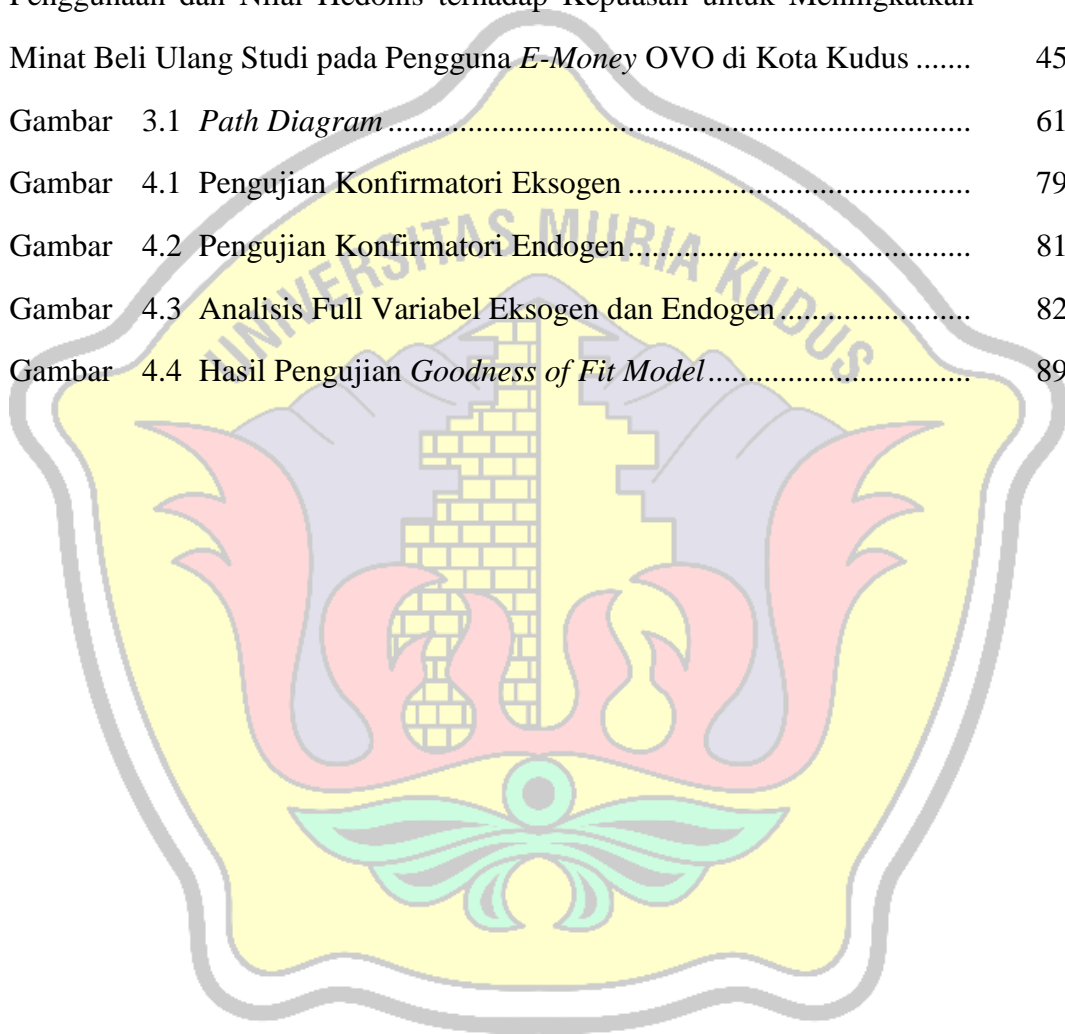 Penggunaan dan Nilai Hedonis terhadap Kepuasan untuk Meningkatkan
Minat Beli Ulang Studi pada Pengguna E-Money OVO di Kota Kudus ....... 45
Gambar 3.1 Path Diagram ........................................................................ 61
Gambar 4.1 Pengujian Konfirmatori Eksogen .......................................... 79
Gambar 4.2 Pengujian Konfirmatori Endogen .......................................... 81
Gambar 4.3 Analisis Full Variabel Eksogen dan Endogen ........................ 82
Gambar 4.4 Hasil Pengujian Goodness of Fit Model ................................. 89
UNIVERSITAS MURIA KUDUS